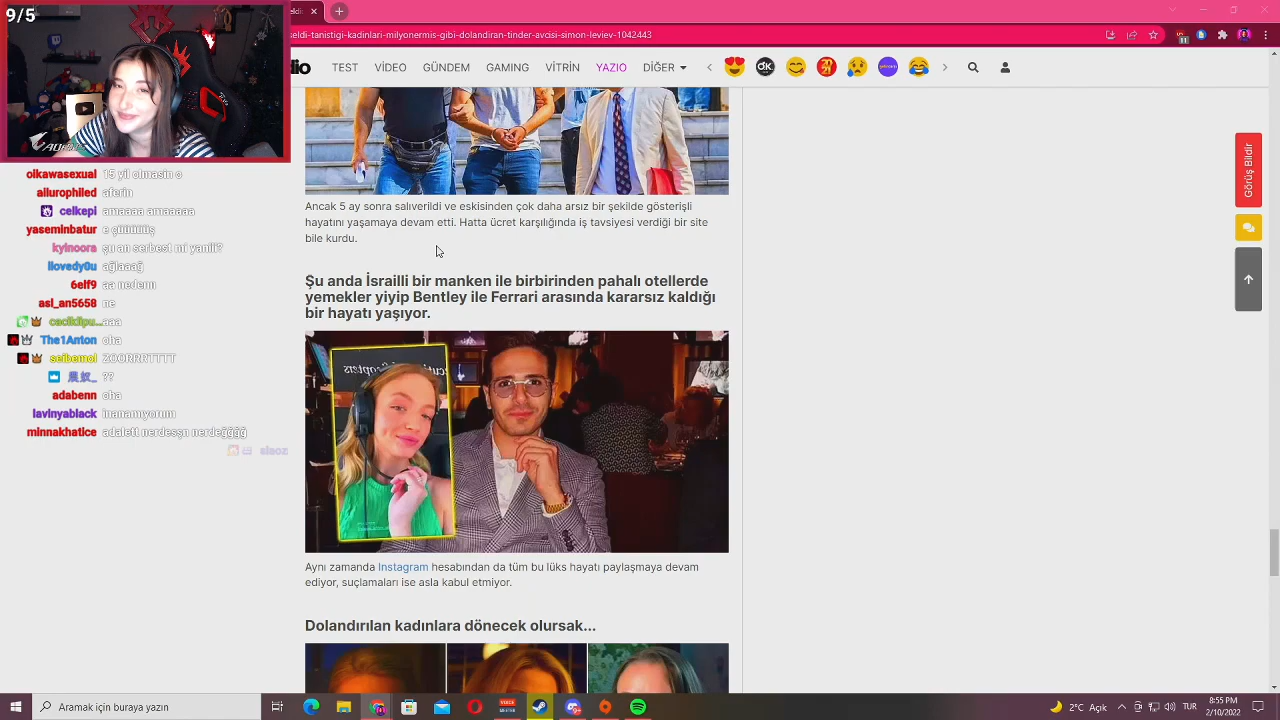 9/5
eldi-tanistigi-kadinlari-milyonermis-gibi-dolandiran-tinder-avcisi-simon-leviev-1042443
TEST VİDEO GÜNDEM GAMING VİTRİN YAZIO DİĞER
olkawasexual 15 yıl olmasın o
ailurophiled aferin
celkepi amaaaa amaaaaa
yaseminbatur e çüüüüüş
kyinoora şu an serbest mi yaniii?
ilovedy0u ağlaaağ
6elf9 aa nedenn
asl_an5658 ne
aaa
The1Anton oha
seibemol ZOORRRTTTT
??
adabenn oha
lavinyablack inanamıyorum
minnakhatice adalett nerdesşn nerdeğğğğ
Ancak 5 ay sonra salıverildi ve eskisinden çok daha arsız bir şekilde gösterişli
hayatını yaşamaya devam etti. Hatta ücret karşılığında iş tavsiyesi verdiği bir site
bile kurdu.
Şu anda İsrailli bir manken ile birbirinden pahalı otellerde
yemekler yiyip Bentley ile Ferrari arasında kararsız kaldığı
bir hayatı yaşıyor.
Aynı zamanda Instagram hesabından da tüm bu lüks hayatı paylaşmaya devam
ediyor, suçlamaları ise asla kabul etmiyor.
Dolandırılan kadınlara dönecek olursak...
Görüş Bildir
Aramak için buraya yazın
2°C Açık
TUR
8:55 PM
2/10/2022